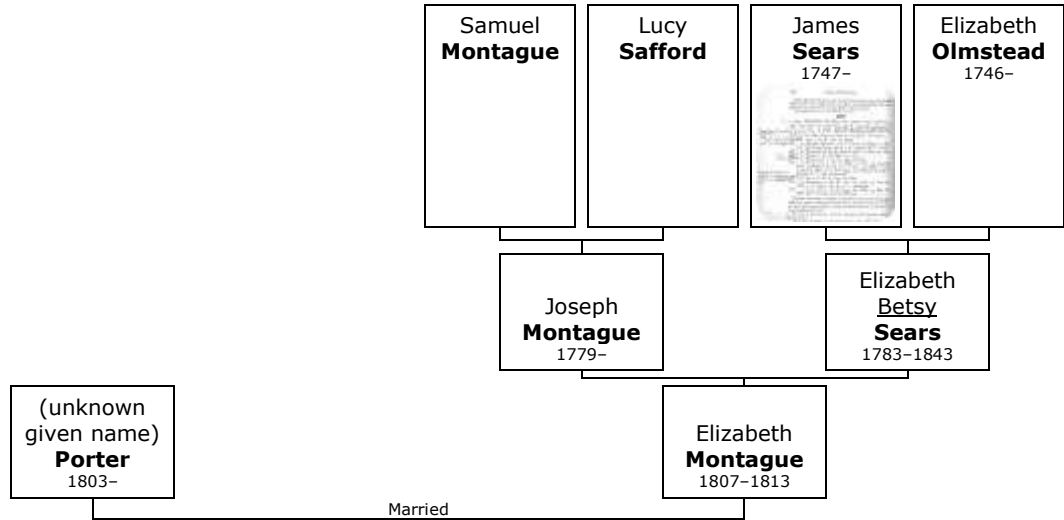 Samuel
Montague
Lucy
Safford
James
Sears
1747–
Elizabeth
Olmstead
1746–
Joseph
Montague
1779–
Elizabeth
Betsy
Sears
1783–1843
(unknown
given name)
Porter
1803–
Elizabeth
Montague
1807–1813
Married